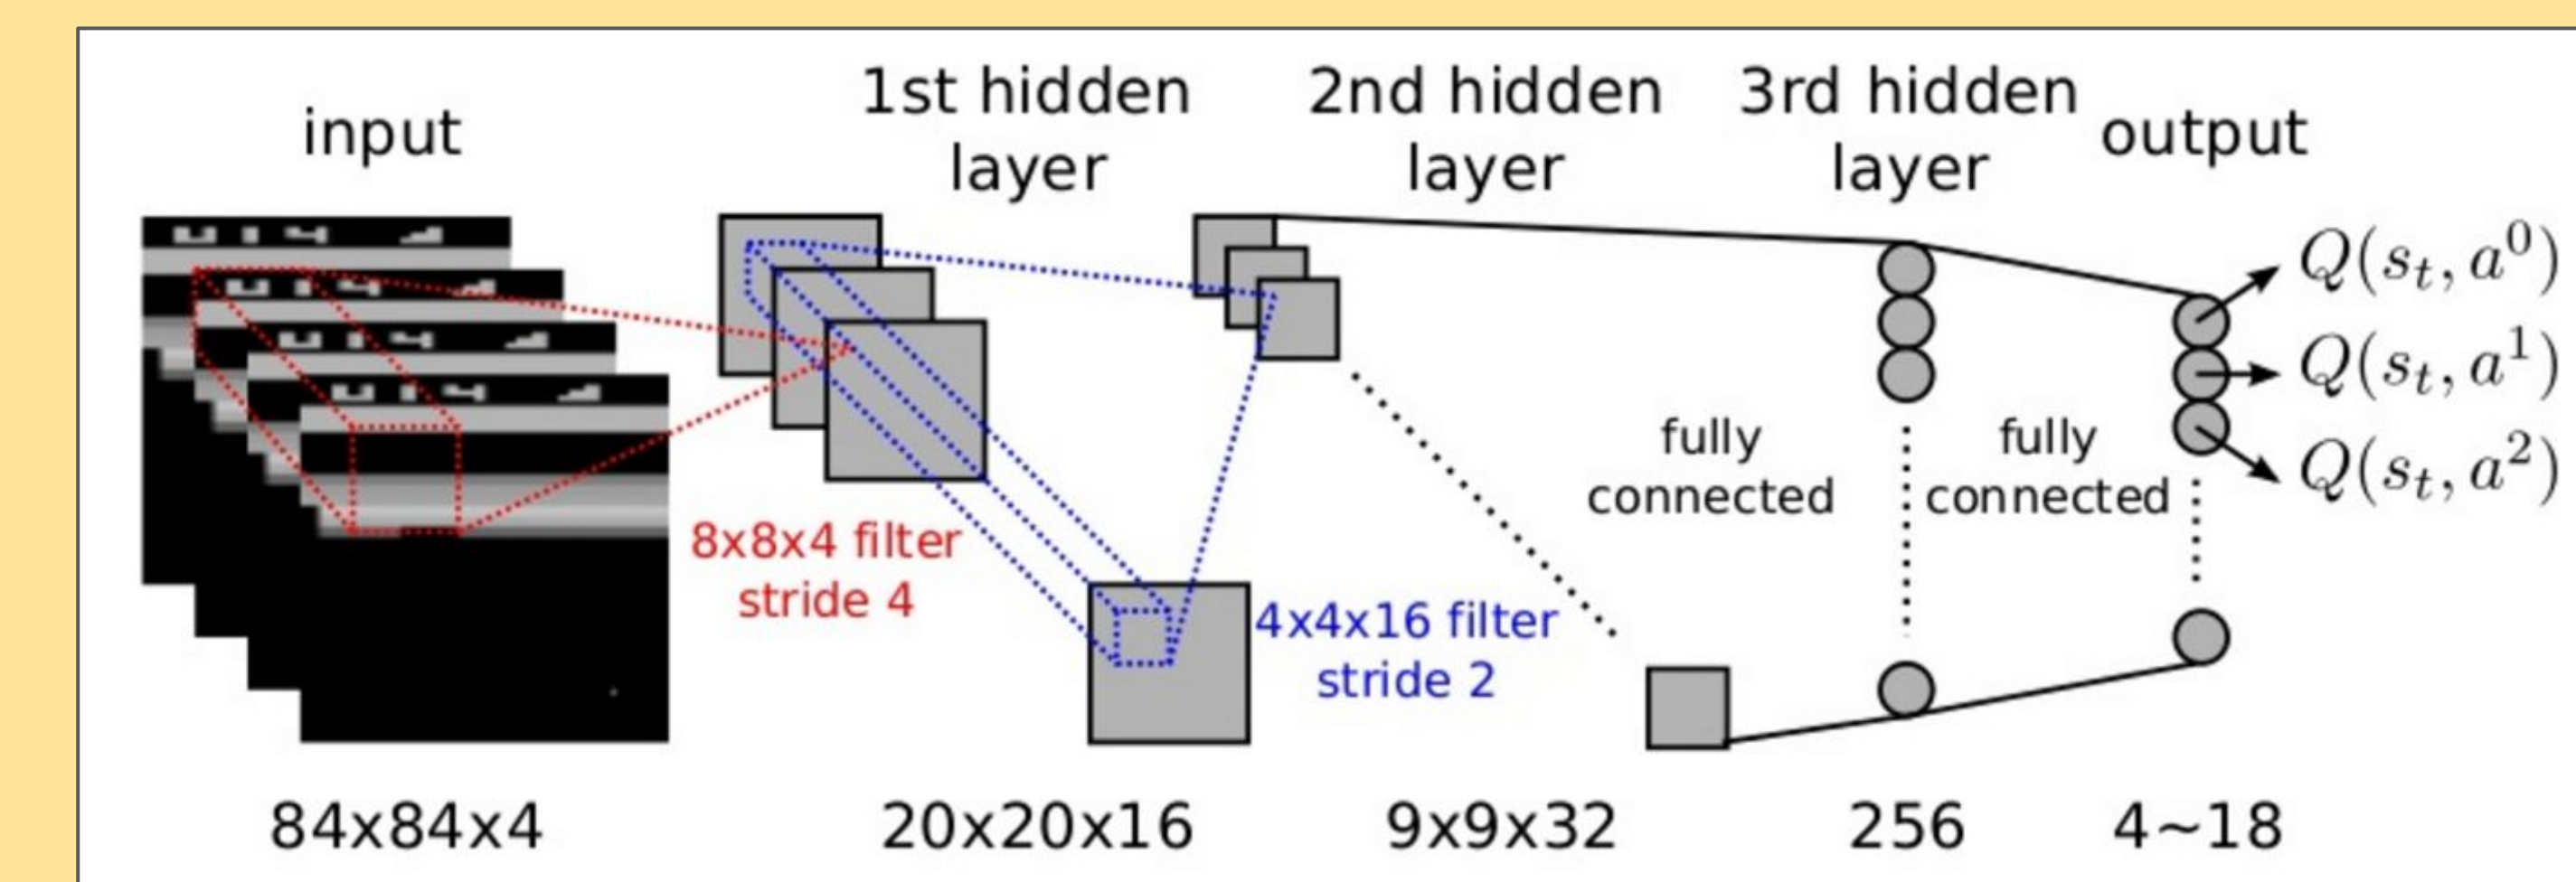 input
1st hidden
layer
2nd hidden
layer
3rd hidden
layer
output
Q(s_t, a^0)
Q(s_t, a^1)
Q(s_t, a^2)
fully
connected
fully
connected
8x8x4 filter
stride 4
4x4x16 filter
stride 2
84x84x4
20x20x16
9x9x32
256
4~18